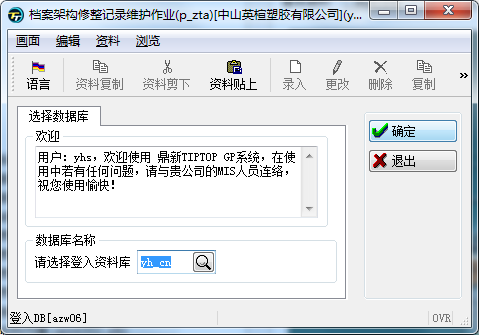 档案架构修整记录维护作业(p_zta)[中山英楦塑胶有限公司](y...
画面 编辑 资料 浏览
语言 资料复制 资料剪下 资料贴上 录入 更改 删除 复制 »
选择数据库
欢迎
用户: yhs, 欢迎使用 鼎新TIPTOP GP系统, 在使
用中若有任何问题, 请与贵公司的MIS人员连络,
祝您使用愉快!
数据库名称
请选择登入资料库 yh_cn
确定
退出
登入DB[azw06] OVR